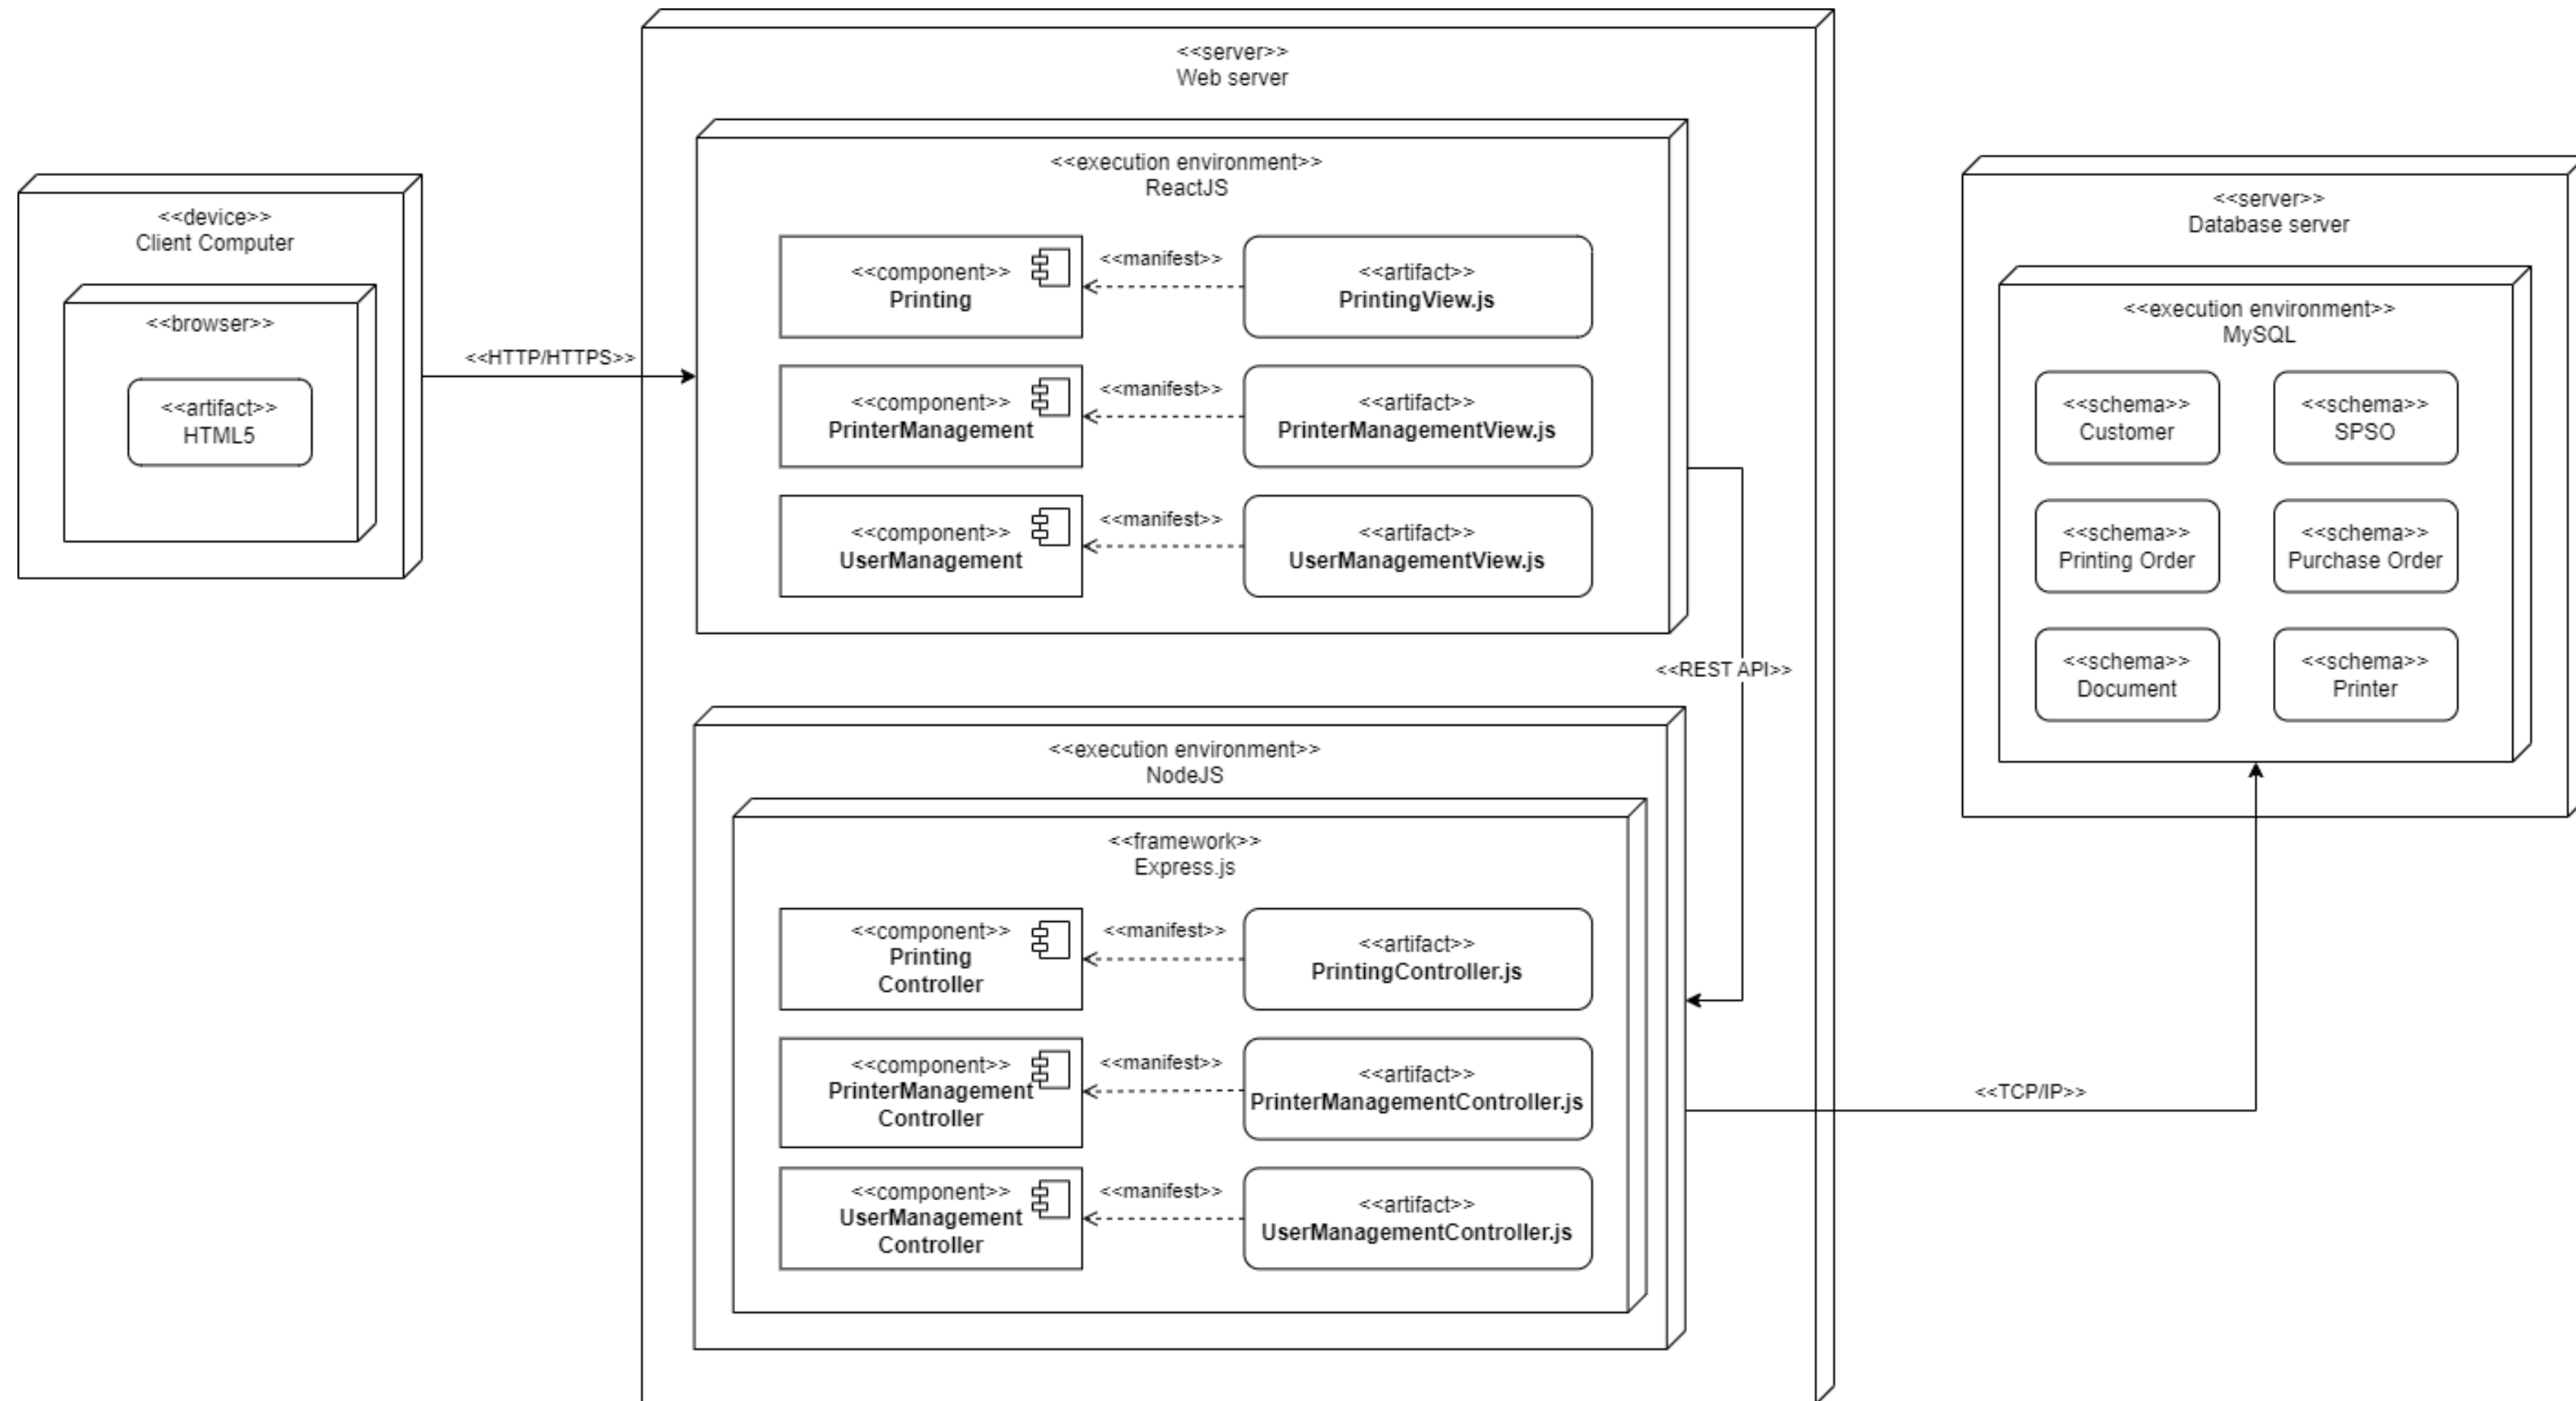 <<server>>
Web server
<<execution environment>>
ReactJS
<<device>>
Client Computer
<<browser>>
<<artifact>>
HTML5
<<HTTP/HTTPS>>
<<component>>
Printing
<<manifest>>
<<artifact>>
PrintingView.js
<<component>>
PrinterManagement
<<manifest>>
<<artifact>>
PrinterManagementView.js
<<component>>
UserManagement
<<manifest>>
<<artifact>>
UserManagementView.js
<<REST API>>
<<execution environment>>
NodeJS
<<framework>>
Express.js
<<component>>
Printing
Controller
<<manifest>>
<<artifact>>
PrintingController.js
<<component>>
PrinterManagement
Controller
<<manifest>>
<<artifact>>
PrinterManagementController.js
<<component>>
UserManagement
Controller
<<manifest>>
<<artifact>>
UserManagementController.js
<<TCP/IP>>
<<server>>
Database server
<<execution environment>>
MySQL
<<schema>>
Customer
<<schema>>
SPSO
<<schema>>
Printing Order
<<schema>>
Purchase Order
<<schema>>
Document
<<schema>>
Printer